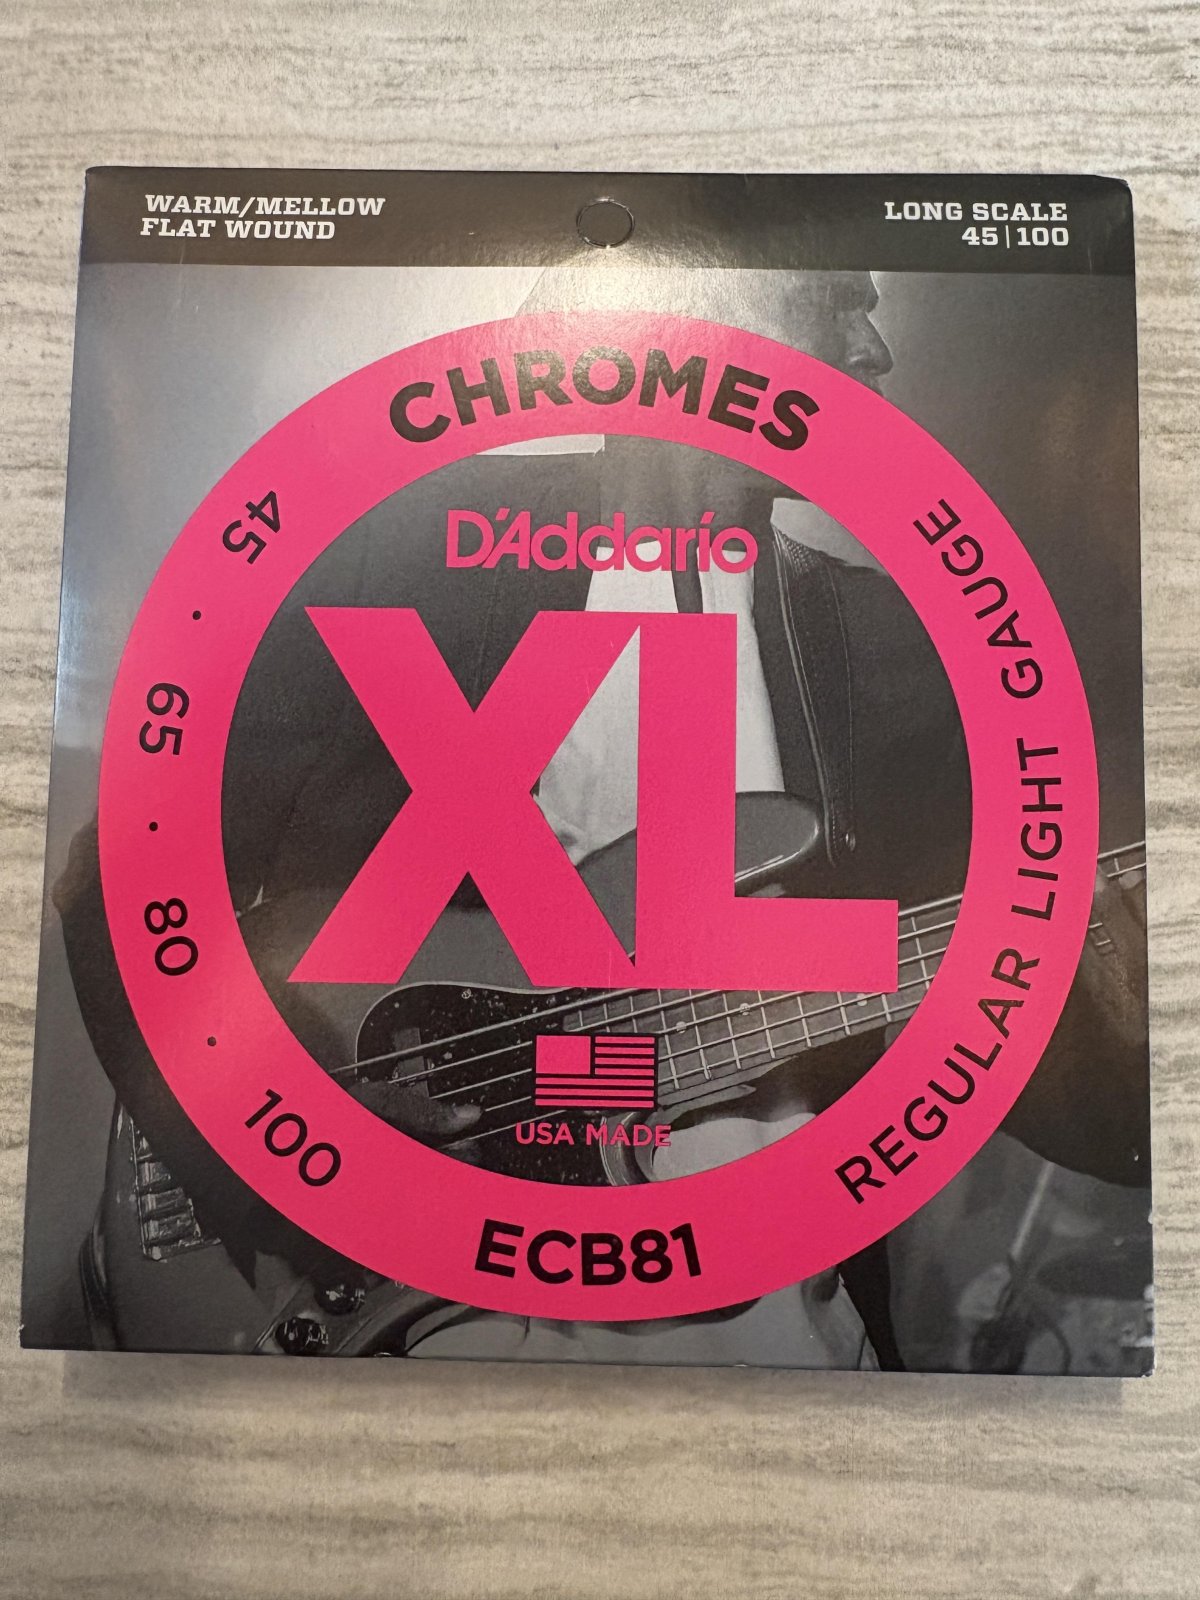 WARM/MELLOW
FLAT WOUND
LONG SCALE
45|100
CHROMES
D'Addario
XL
45 · 65 · 80 · 100
REGULAR LIGHT GAUGE
USA MADE
ECB81